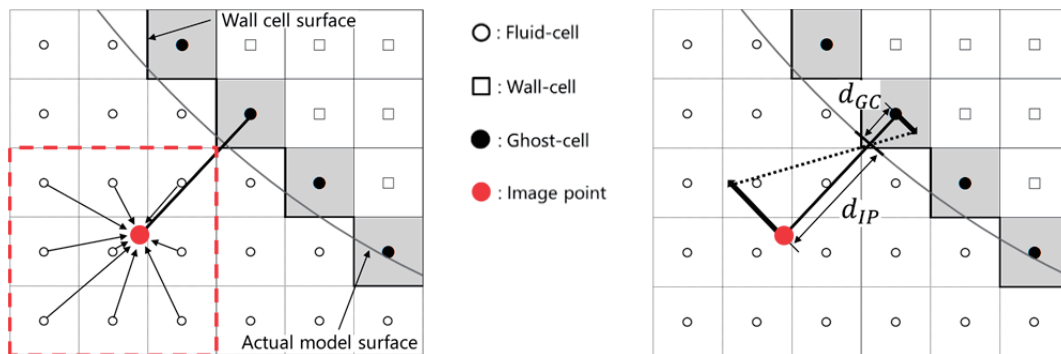 Wall cell surface
Actual model surface
: Fluid-cell
: Wall-cell
: Ghost-cell
: Image point
d_GC
d_IP